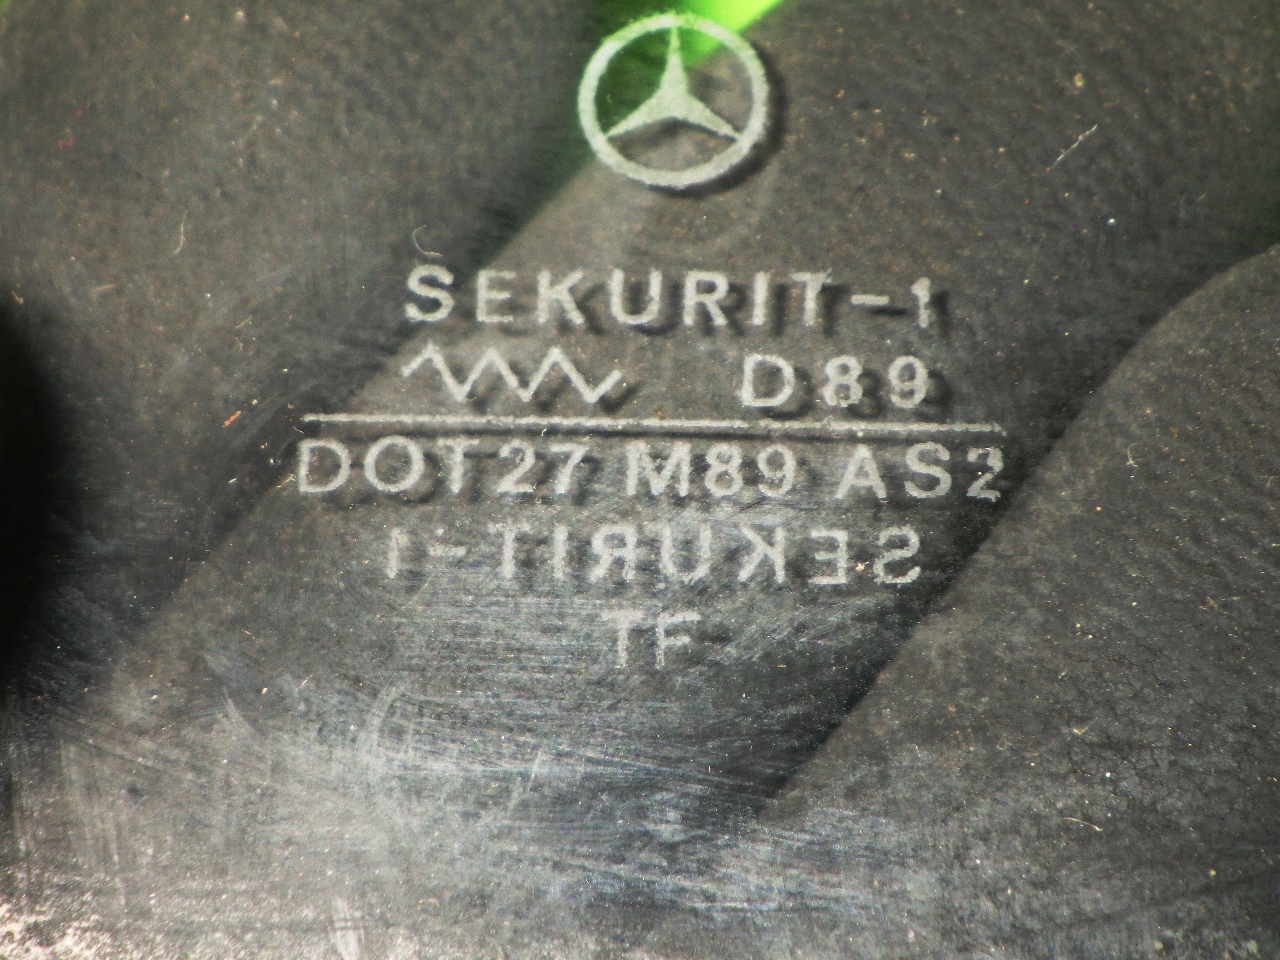 SEKURIT-1
D89
DOT27 M89 AS2
SEKURIT-1
TF